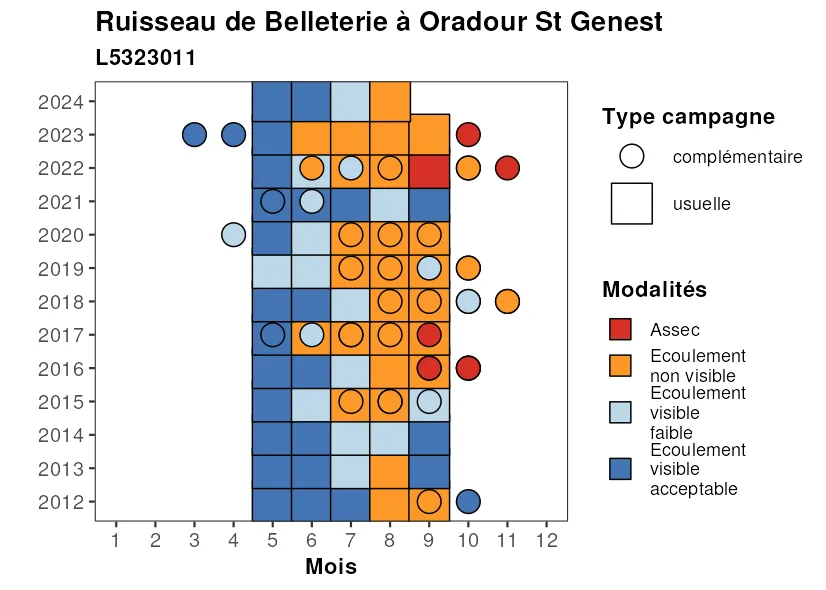 Ruisseau de Belleterie à Oradour St Genest
L5323011
2024
2023
2022
2021
2020
2019
2018
2017
2016
2015
2014
2013
2012
1 2 3 4 5 6 7 8 9 10 11 12
Mois
Type campagne
complémentaire
usuelle
Modalités
Assec
Ecoulement
non visible
Ecoulement
visible
faible
Ecoulement
visible
acceptable